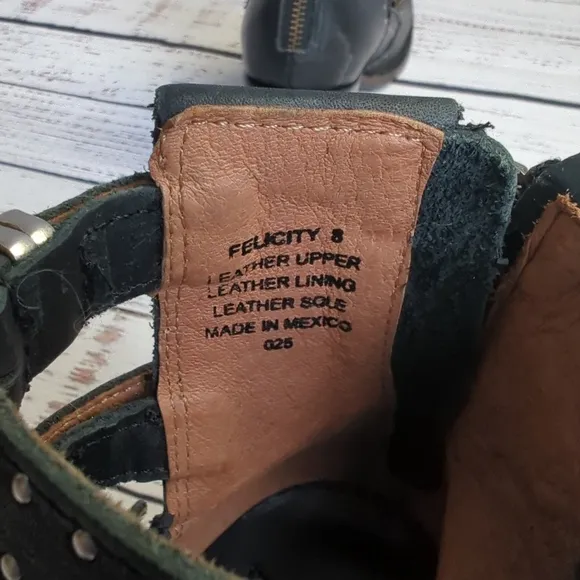 FELICITY 8
LEATHER UPPER
LEATHER LINING
LEATHER SOLE
MADE IN MEXICO
025